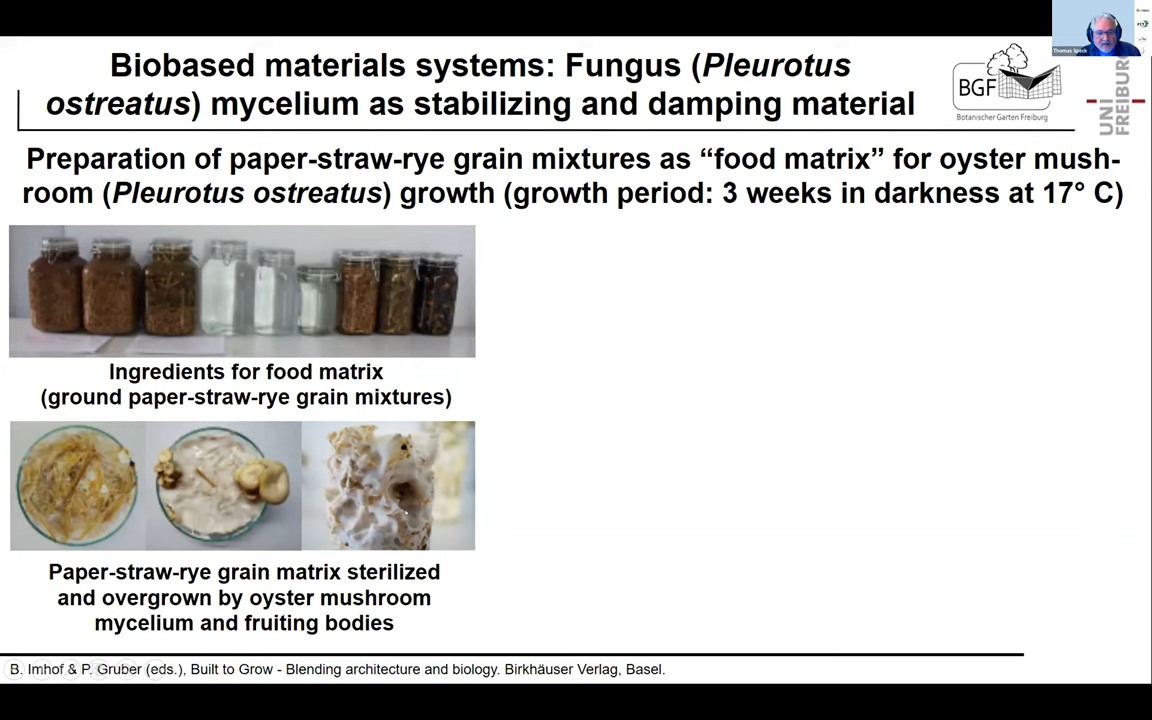 Thomas Speck
Biobased materials systems: Fungus (Pleurotus
ostreatus) mycelium as stabilizing and damping material
BGF
Botanischer Garten Freiburg
UNI
FREIBURG
Preparation of paper-straw-rye grain mixtures as “food matrix” for oyster mush-
room (Pleurotus ostreatus) growth (growth period: 3 weeks in darkness at 17° C)
Ingredients for food matrix
(ground paper-straw-rye grain mixtures)
Paper-straw-rye grain matrix sterilized
and overgrown by oyster mushroom
mycelium and fruiting bodies
B. Imhof & P. Gruber (eds.), Built to Grow - Blending architecture and biology. Birkhäuser Verlag, Basel.